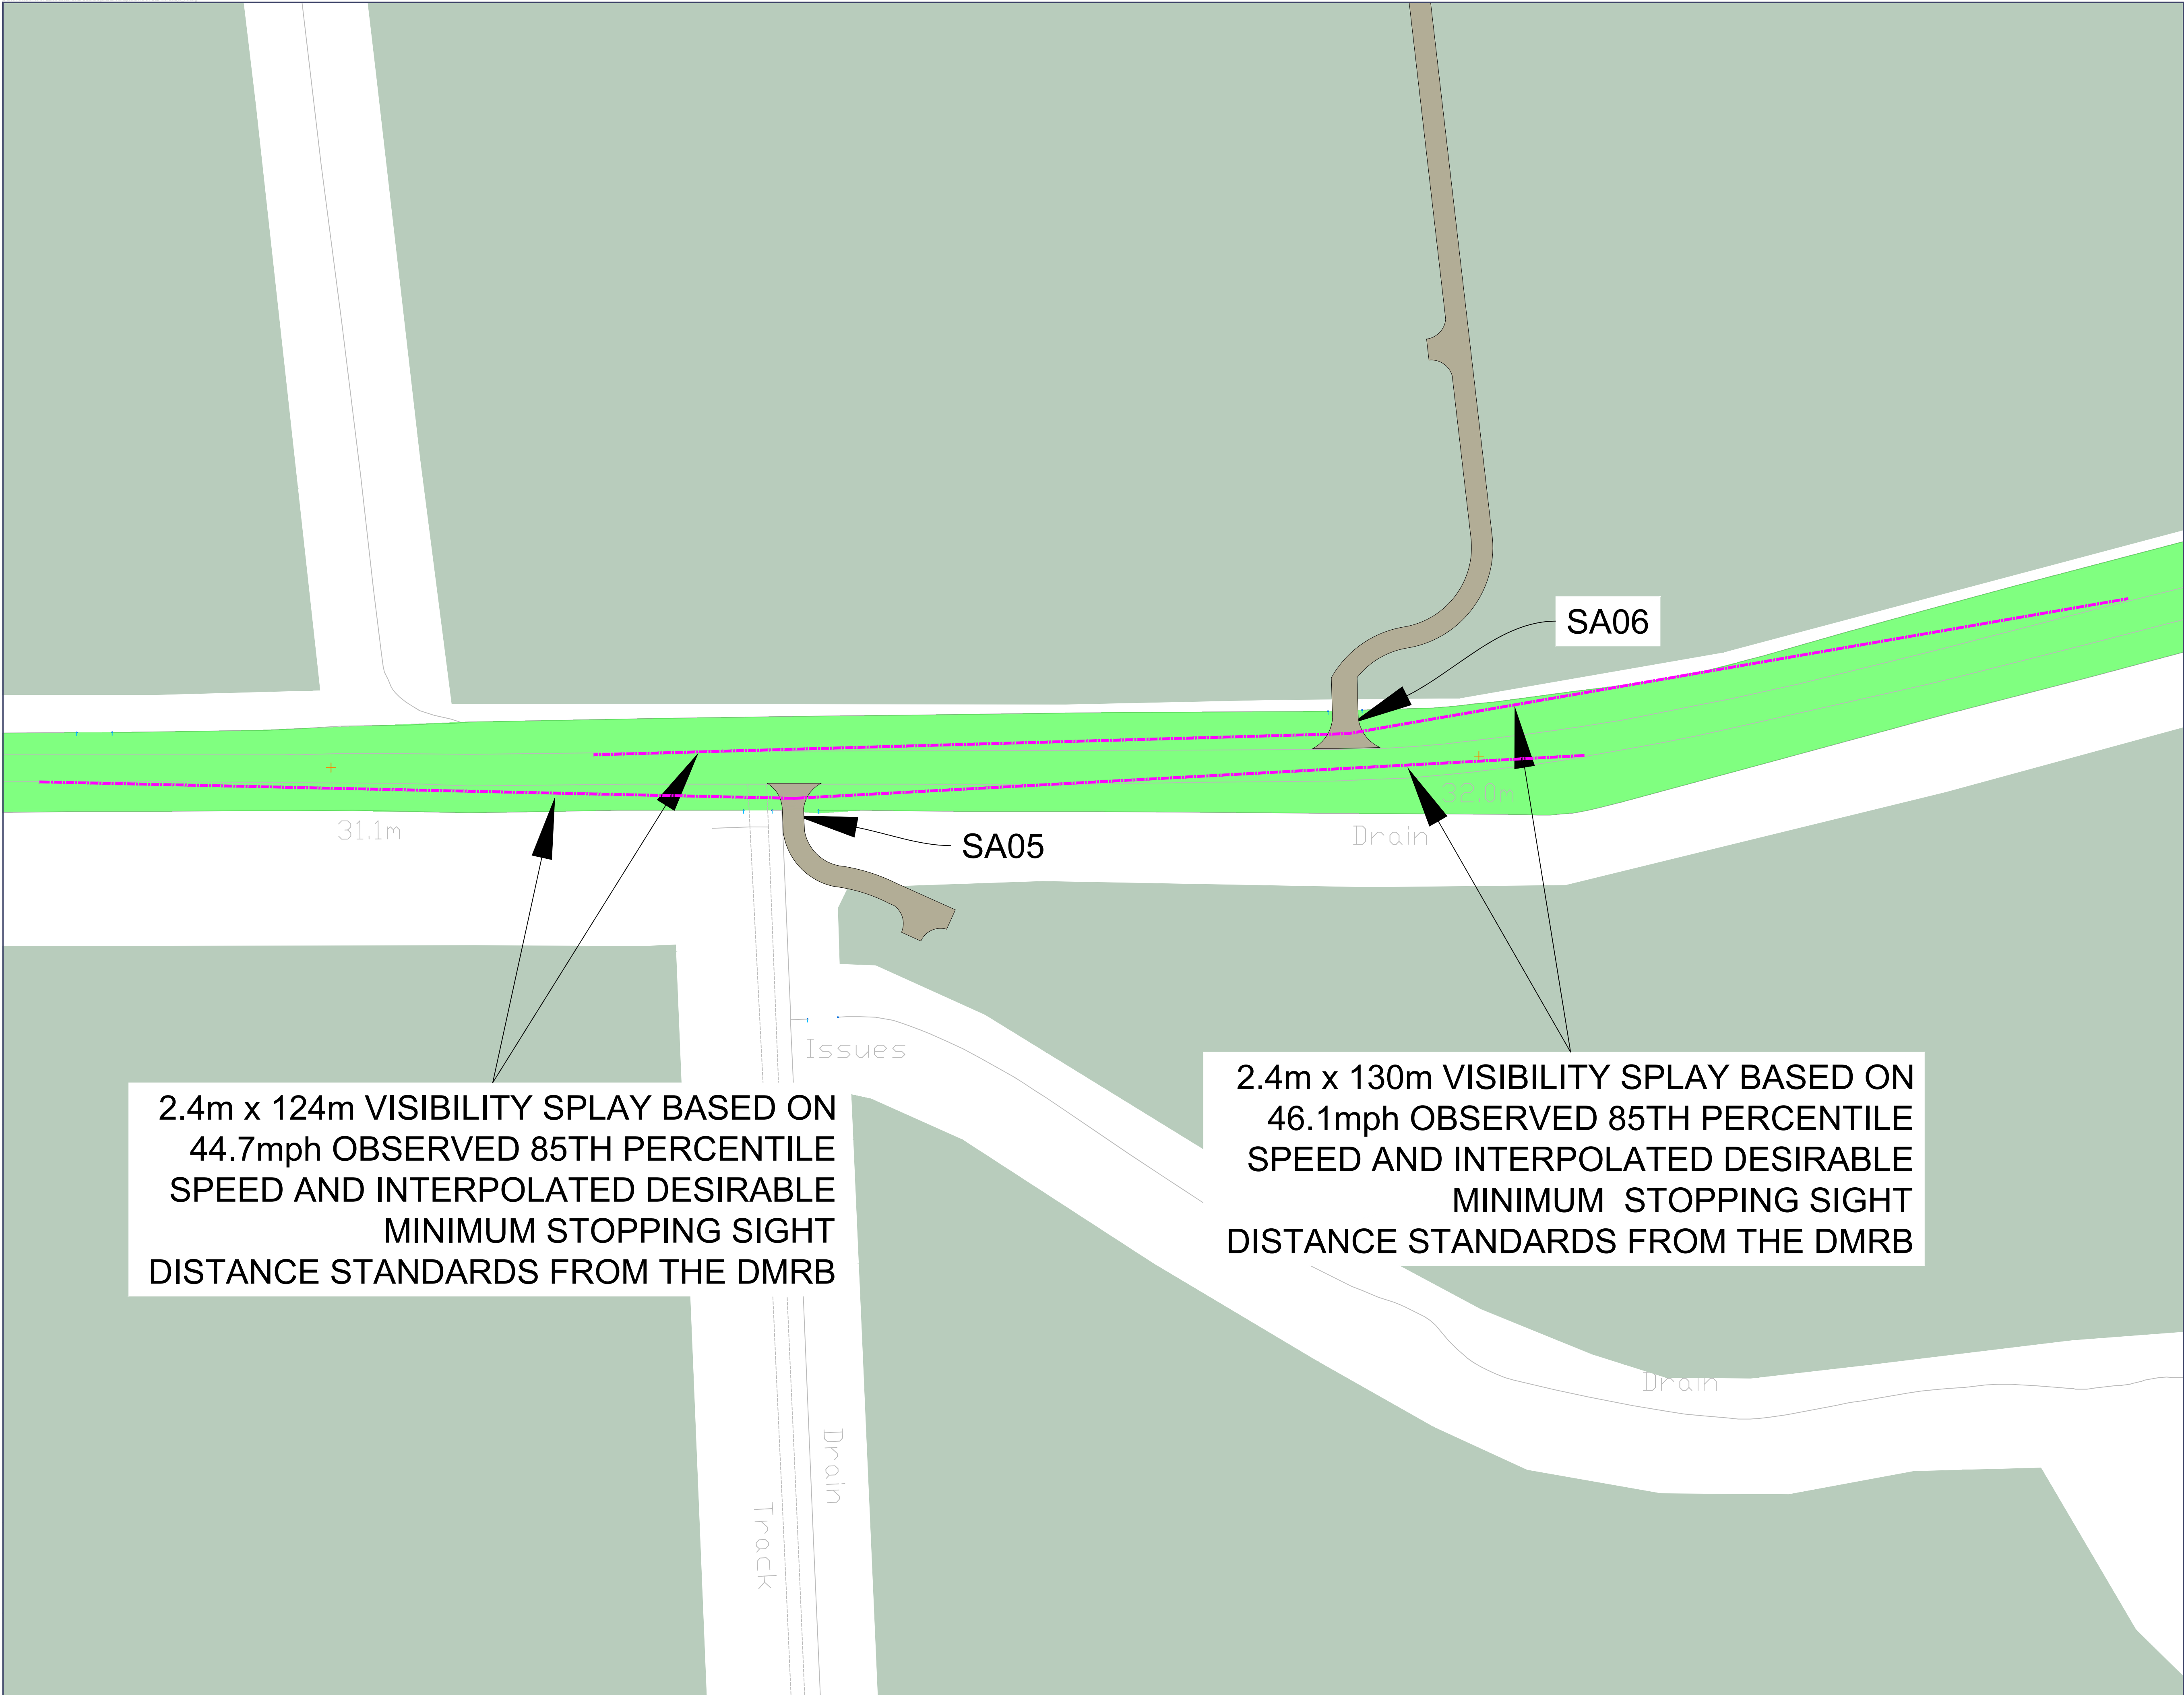 SA06
32.0m
31.1m
Drain
SA05
Issues
2.4m x 124m VISIBILITY SPLAY BASED ON
44.7mph OBSERVED 85TH PERCENTILE
SPEED AND INTERPOLATED DESIRABLE
MINIMUM STOPPING SIGHT
DISTANCE STANDARDS FROM THE DMRB
2.4m x 130m VISIBILITY SPLAY BASED ON
46.1mph OBSERVED 85TH PERCENTILE
SPEED AND INTERPOLATED DESIRABLE
MINIMUM STOPPING SIGHT
DISTANCE STANDARDS FROM THE DMRB
Drain
Drain
Track